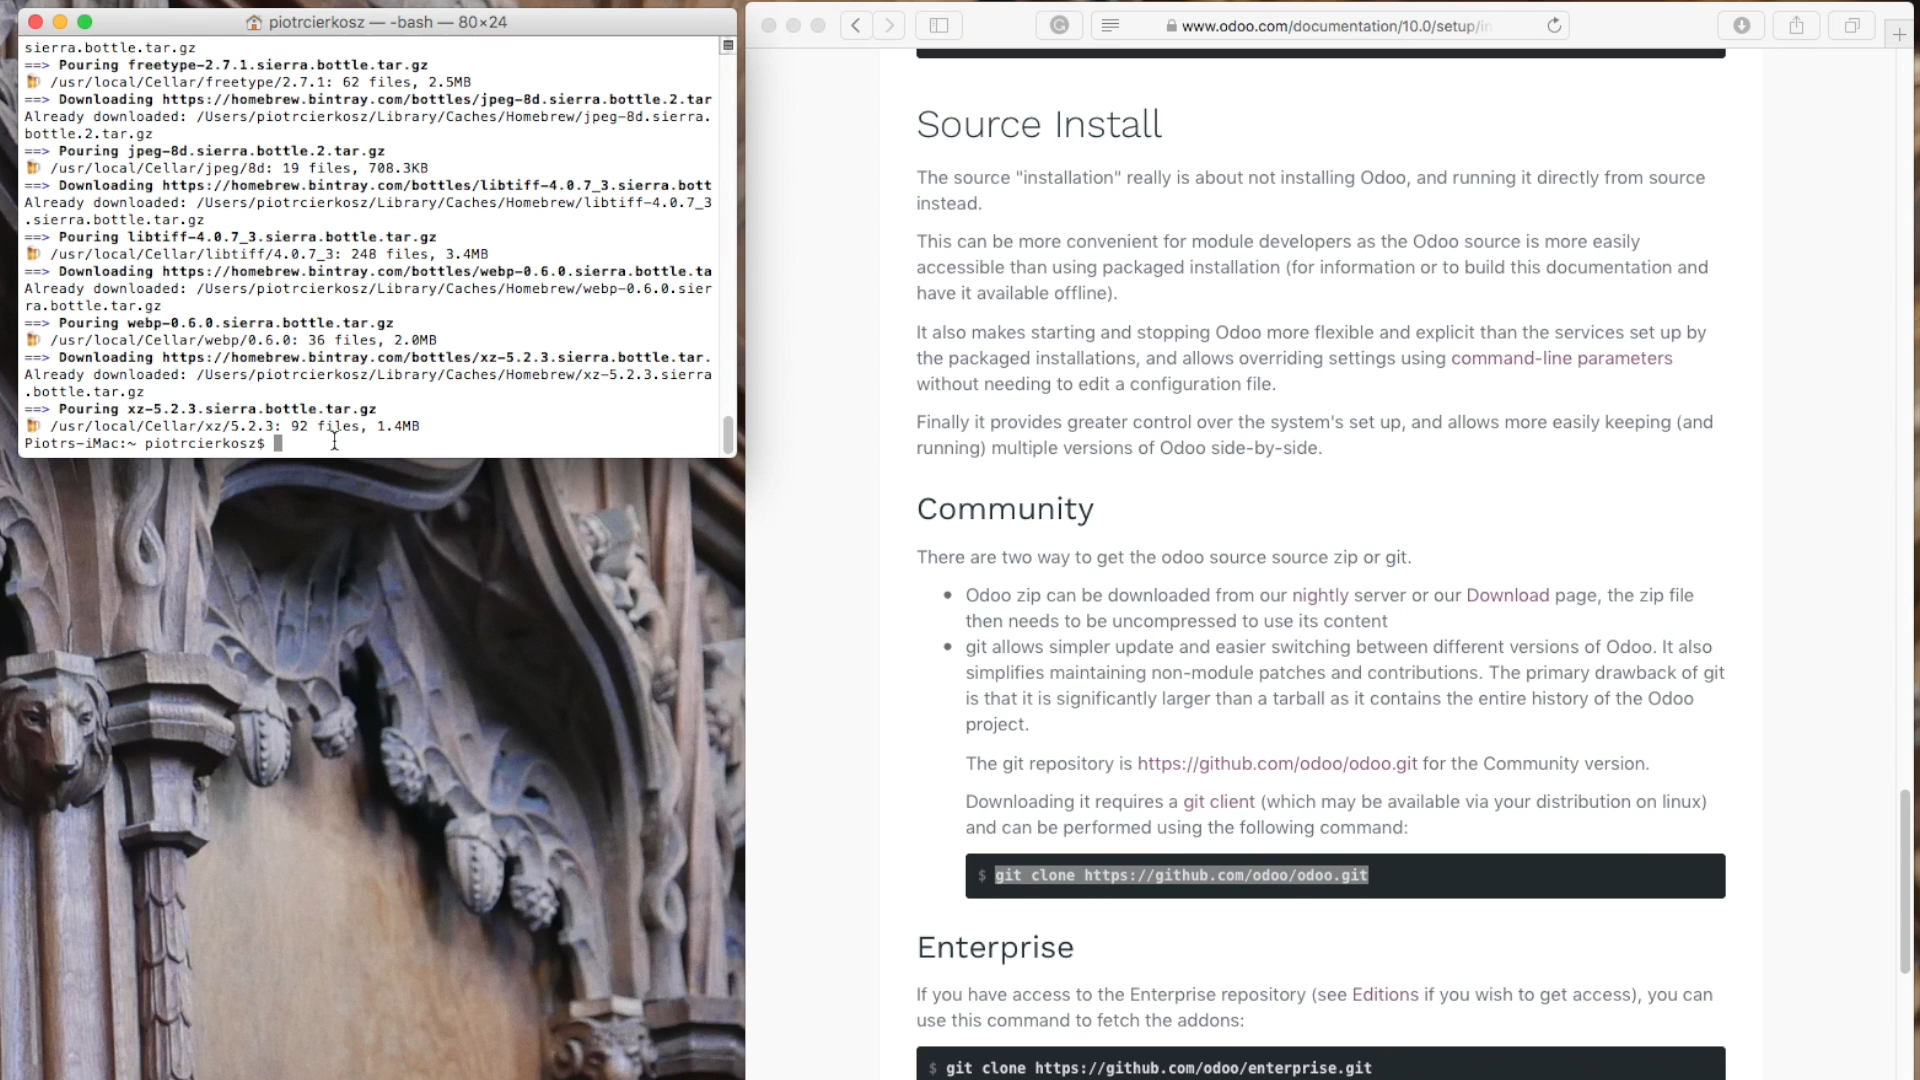 piotrcierkosz — -bash — 80×24
sierra.bottle.tar.gz
==> Pouring freetype-2.7.1.sierra.bottle.tar.gz
/usr/local/Cellar/freetype/2.7.1: 62 files, 2.5MB
==> Downloading https://homebrew.bintray.com/bottles/jpeg-8d.sierra.bottle.2.tar
Already downloaded: /Users/piotrcierkosz/Library/Caches/Homebrew/jpeg-8d.sierra.
bottle.2.tar.gz
==> Pouring jpeg-8d.sierra.bottle.2.tar.gz
/usr/local/Cellar/jpeg/8d: 19 files, 708.3KB
==> Downloading https://homebrew.bintray.com/bottles/libtiff-4.0.7_3.sierra.bott
Already downloaded: /Users/piotrcierkosz/Library/Caches/Homebrew/libtiff-4.0.7_3
.sierra.bottle.tar.gz
==> Pouring libtiff-4.0.7_3.sierra.bottle.tar.gz
/usr/local/Cellar/libtiff/4.0.7_3: 248 files, 3.4MB
==> Downloading https://homebrew.bintray.com/bottles/webp-0.6.0.sierra.bottle.ta
Already downloaded: /Users/piotrcierkosz/Library/Caches/Homebrew/webp-0.6.0.sier
ra.bottle.tar.gz
==> Pouring webp-0.6.0.sierra.bottle.tar.gz
/usr/local/Cellar/webp/0.6.0: 36 files, 2.0MB
==> Downloading https://homebrew.bintray.com/bottles/xz-5.2.3.sierra.bottle.tar.
Already downloaded: /Users/piotrcierkosz/Library/Caches/Homebrew/xz-5.2.3.sierra
.bottle.tar.gz
==> Pouring xz-5.2.3.sierra.bottle.tar.gz
/usr/local/Cellar/xz/5.2.3: 92 files, 1.4MB
Piotrs-iMac:~ piotrcierkosz$
www.odoo.com/documentation/10.0/setup/in
Source Install
The source "installation" really is about not installing Odoo, and running it directly from source
instead.
This can be more convenient for module developers as the Odoo source is more easily
accessible than using packaged installation (for information or to build this documentation and
have it available offline).
It also makes starting and stopping Odoo more flexible and explicit than the services set up by
the packaged installations, and allows overriding settings using command-line parameters
without needing to edit a configuration file.
Finally it provides greater control over the system's set up, and allows more easily keeping (and
running) multiple versions of Odoo side-by-side.
Community
There are two way to get the odoo source source zip or git.
• Odoo zip can be downloaded from our nightly server or our Download page, the zip file
then needs to be uncompressed to use its content
• git allows simpler update and easier switching between different versions of Odoo. It also
simplifies maintaining non-module patches and contributions. The primary drawback of git
is that it is significantly larger than a tarball as it contains the entire history of the Odoo
project.
The git repository is https://github.com/odoo/odoo.git for the Community version.
Downloading it requires a git client (which may be available via your distribution on linux)
and can be performed using the following command:
$ git clone https://github.com/odoo/odoo.git
Enterprise
If you have access to the Enterprise repository (see Editions if you wish to get access), you can
use this command to fetch the addons:
$ git clone https://github.com/odoo/enterprise.git